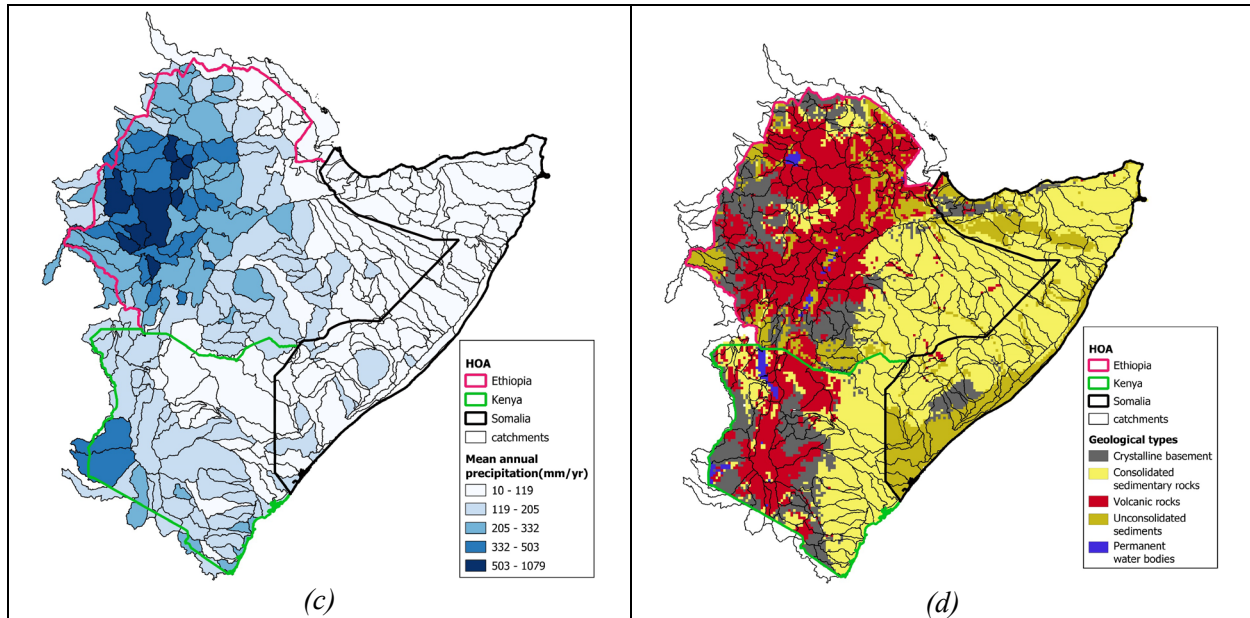 HOA
Ethiopia
Kenya
Somalia
catchments
Mean annual
precipitation(mm/yr)
10 - 119
119 - 205
205 - 332
332 - 503
503 - 1079
(c)
HOA
Ethiopia
Kenya
Somalia
catchments
Geological types
Crystalline basement
Consolidated
sedimentary rocks
Volcanic rocks
Unconsolidated
sediments
Permanent
water bodies
(d)